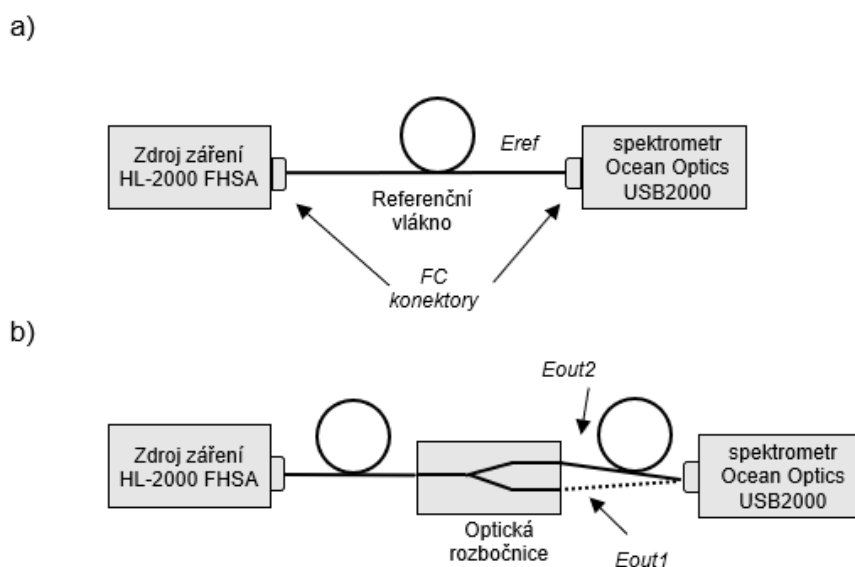 a)
Zdroj záření
HL-2000 FHSA
Eref
spektrometr
Ocean Optics
USB2000
Referenční
vlákno
FC
konektory
b)
Eout2
Zdroj záření
HL-2000 FHSA
spektrometr
Ocean Optics
USB2000
Optická
rozbočnice
Eout1